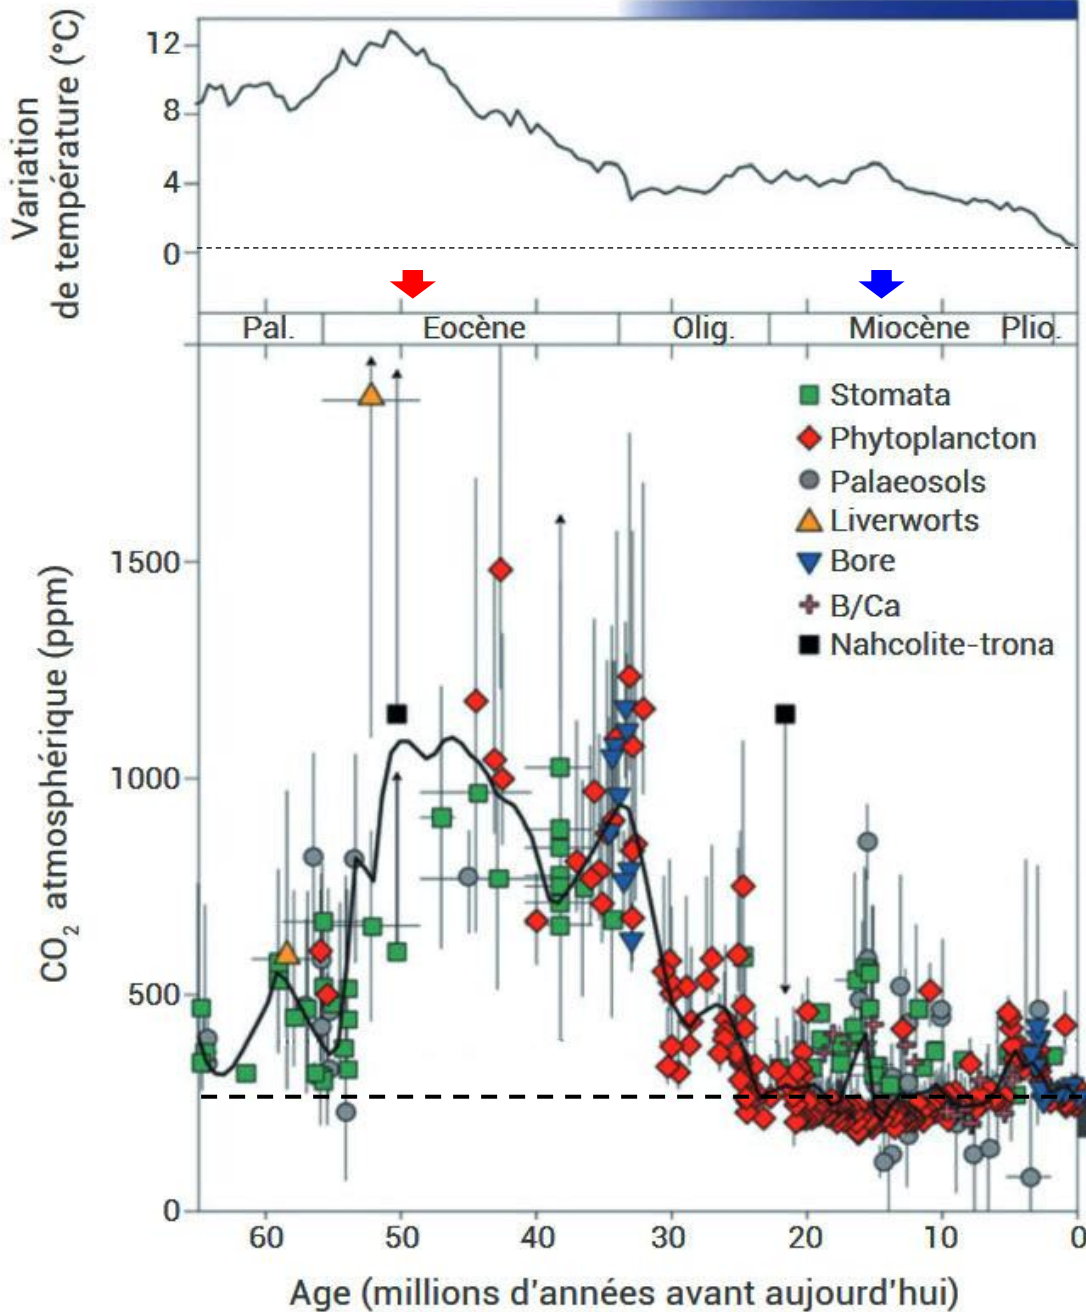 Variation
de température (°C)
12
8
4
0
Pal.
Eocène
Olig.
Miocène
Plio.
Stomata
Phytoplancton
Palaeosols
Liverworts
Bore
B/Ca
Nahcolite-trona
CO₂ atmosphérique (ppm)
1500
1000
500
0
60
50
40
30
20
10
0
Age (millions d'années avant aujourd'hui)